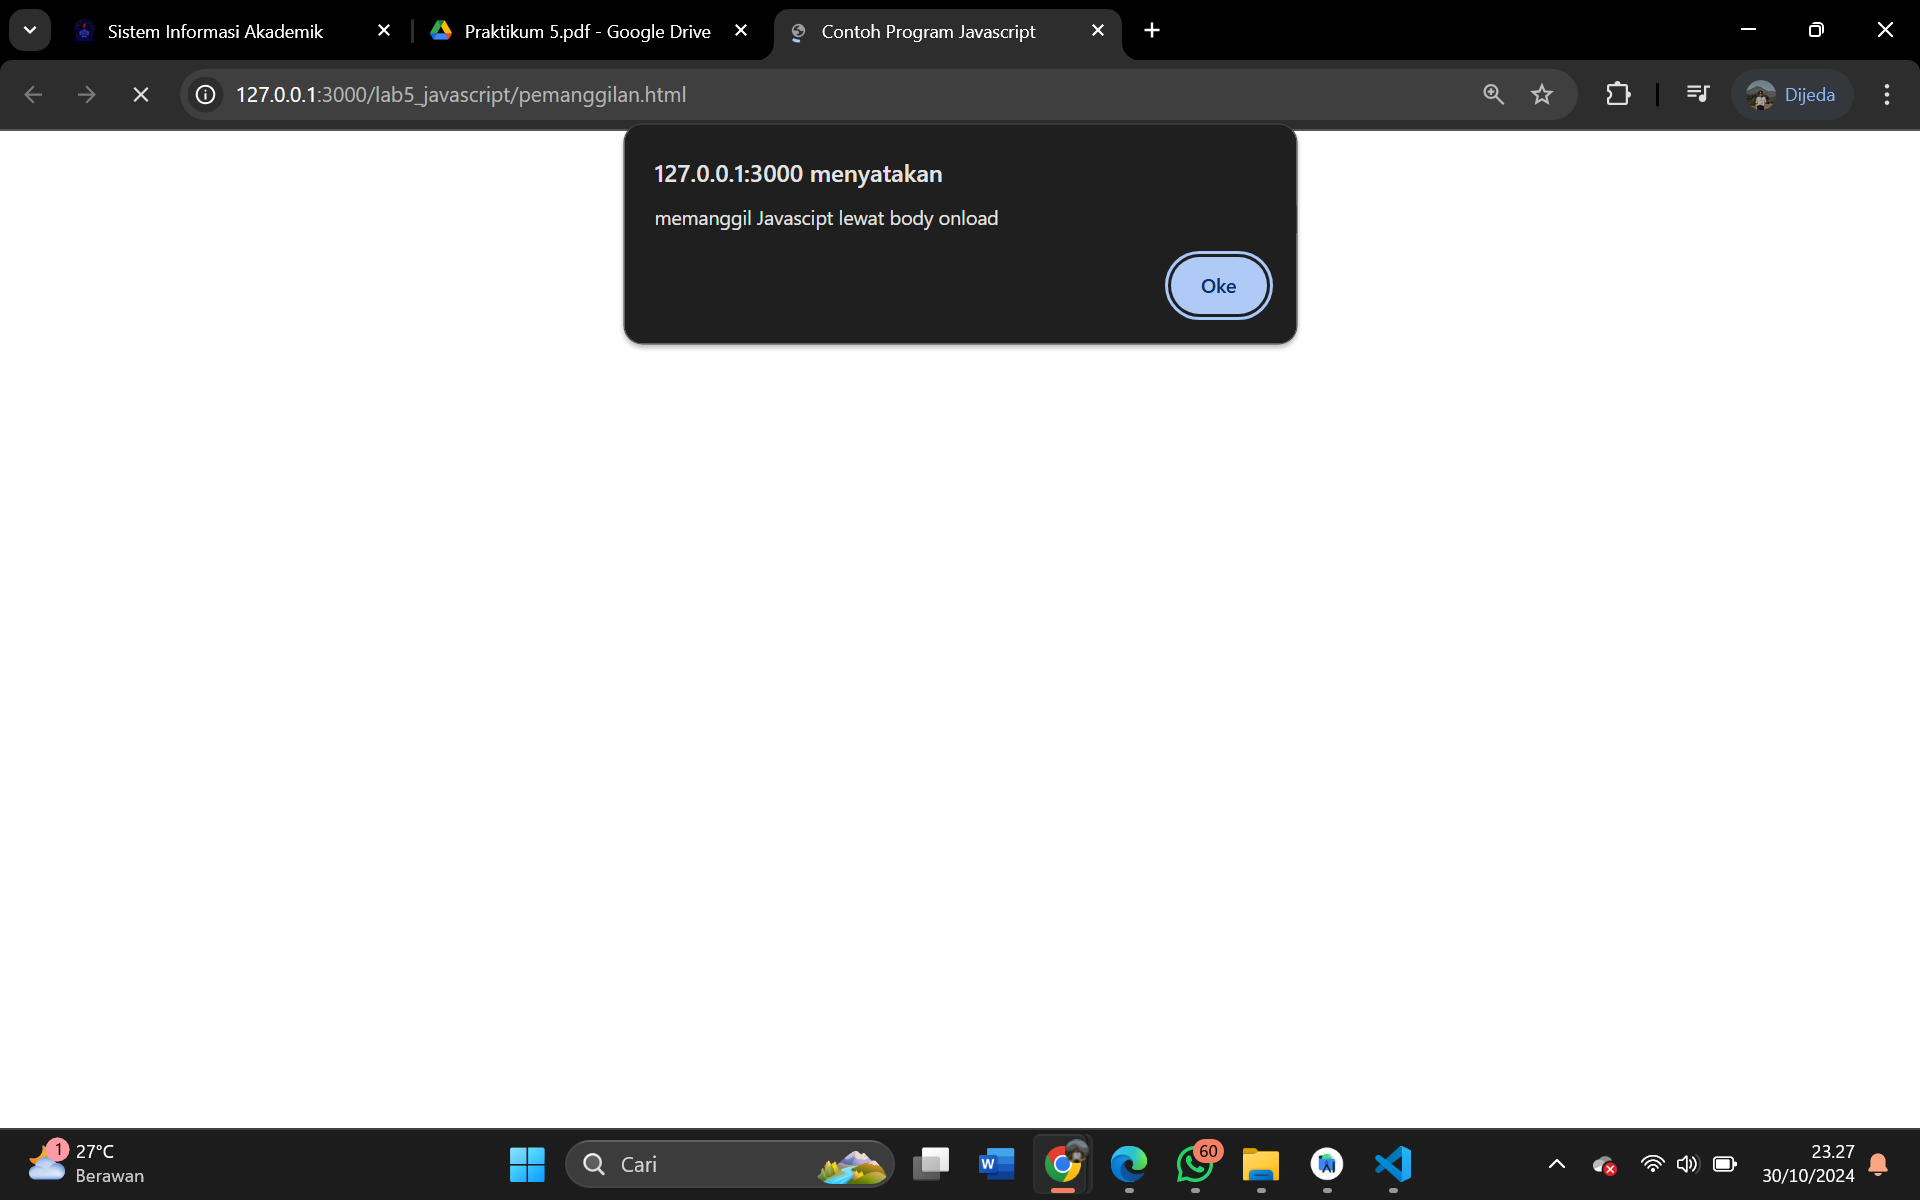 Sistem Informasi Akademik
Praktikum 5.pdf - Google Drive
Contoh Program Javascript
127.0.0.1:3000/lab5_javascript/pemanggilan.html
Dijeda
127.0.0.1:3000 menyatakan
memanggil Javascipt lewat body onload
Oke
1
27°C
Berawan
Cari
W
60
23.27
30/10/2024